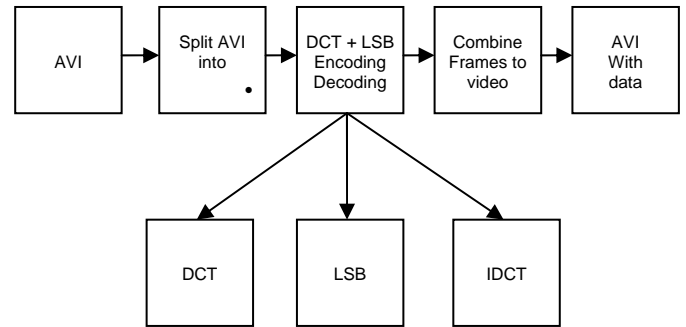 AVI
Split AVI
into
DCT + LSB
Encoding
Decoding
Combine
Frames to
video
AVI
With
data
DCT
LSB
IDCT